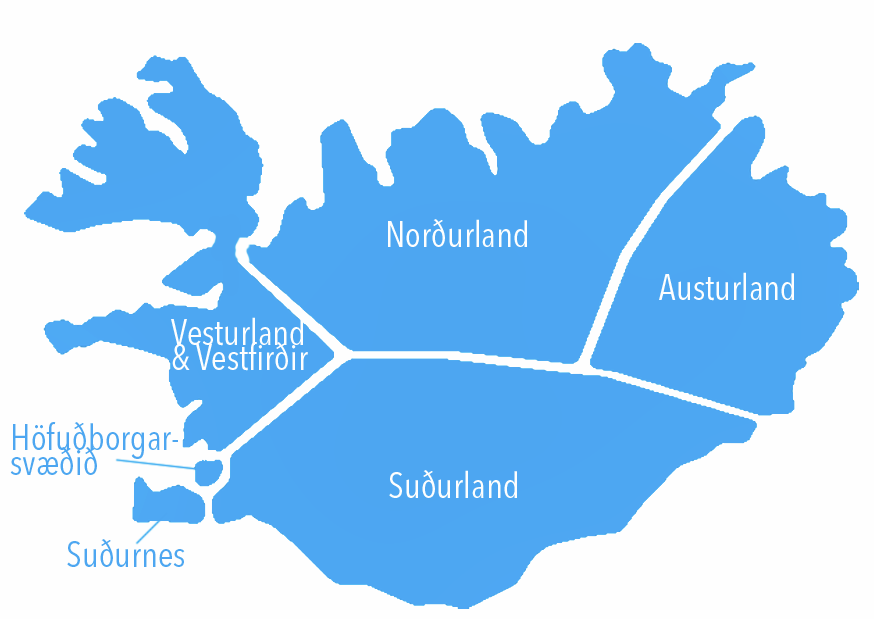 Norðurland
Austurland
Vesturland
& Vestfirðir
Höfuðborgar-
svæðið
Suðurland
Suðurnes